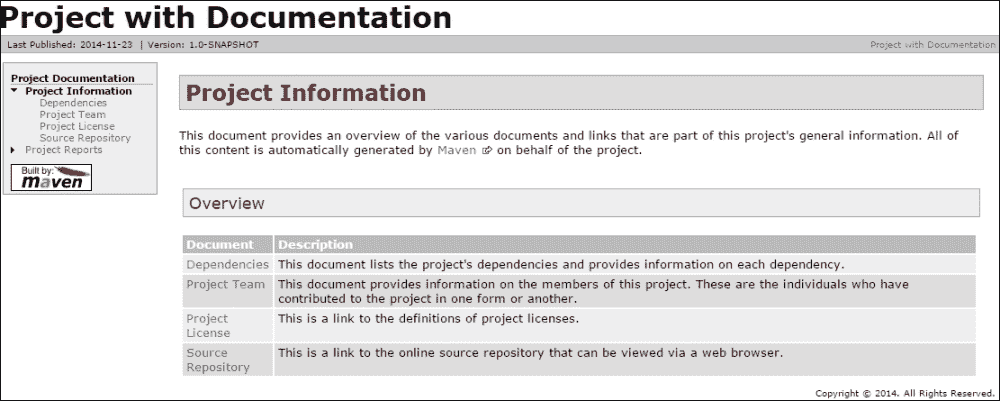 Project with Documentation
Last Published: 2014-11-23 | Version: 1.0-SNAPSHOT
Project with Documentation
Project Documentation
Project Information
Dependencies
Project Team
Project License
Source Repository
Project Reports
Built by:
maven
Project Information
This document provides an overview of the various documents and links that are part of this project's general information. All of
this content is automatically generated by Maven on behalf of the project.
Overview
Document Description
Dependencies This document lists the project's dependencies and provides information on each dependency.
Project Team This document provides information on the members of this project. These are the individuals who have
contributed to the project in one form or another.
Project This is a link to the definitions of project licenses.
License
Source This is a link to the online source repository that can be viewed via a web browser.
Repository
Copyright © 2014. All Rights Reserved.